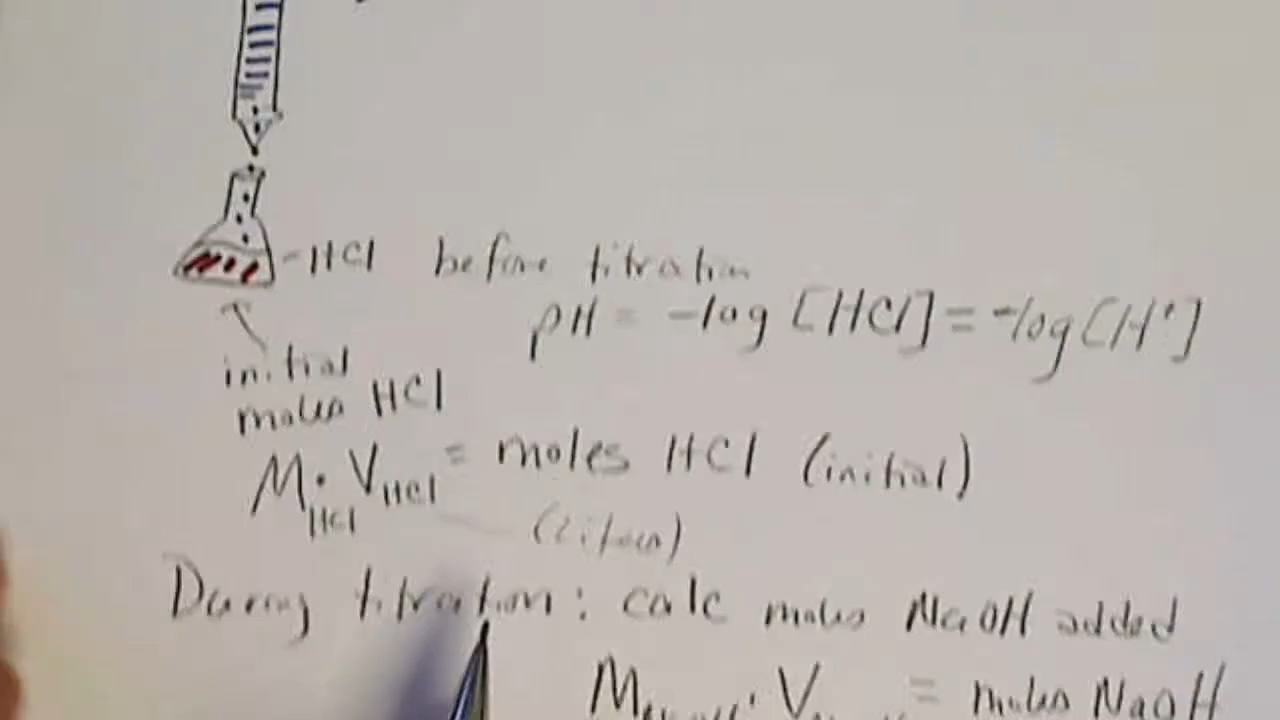 -HCl before titration
pH = -log [HCl] = -log [H⁺]
initial
moles HCl
M HCl · V HCl = moles HCl (initial)
(Liters)
During titration: calc moles NaOH added
M · V = moles NaOH